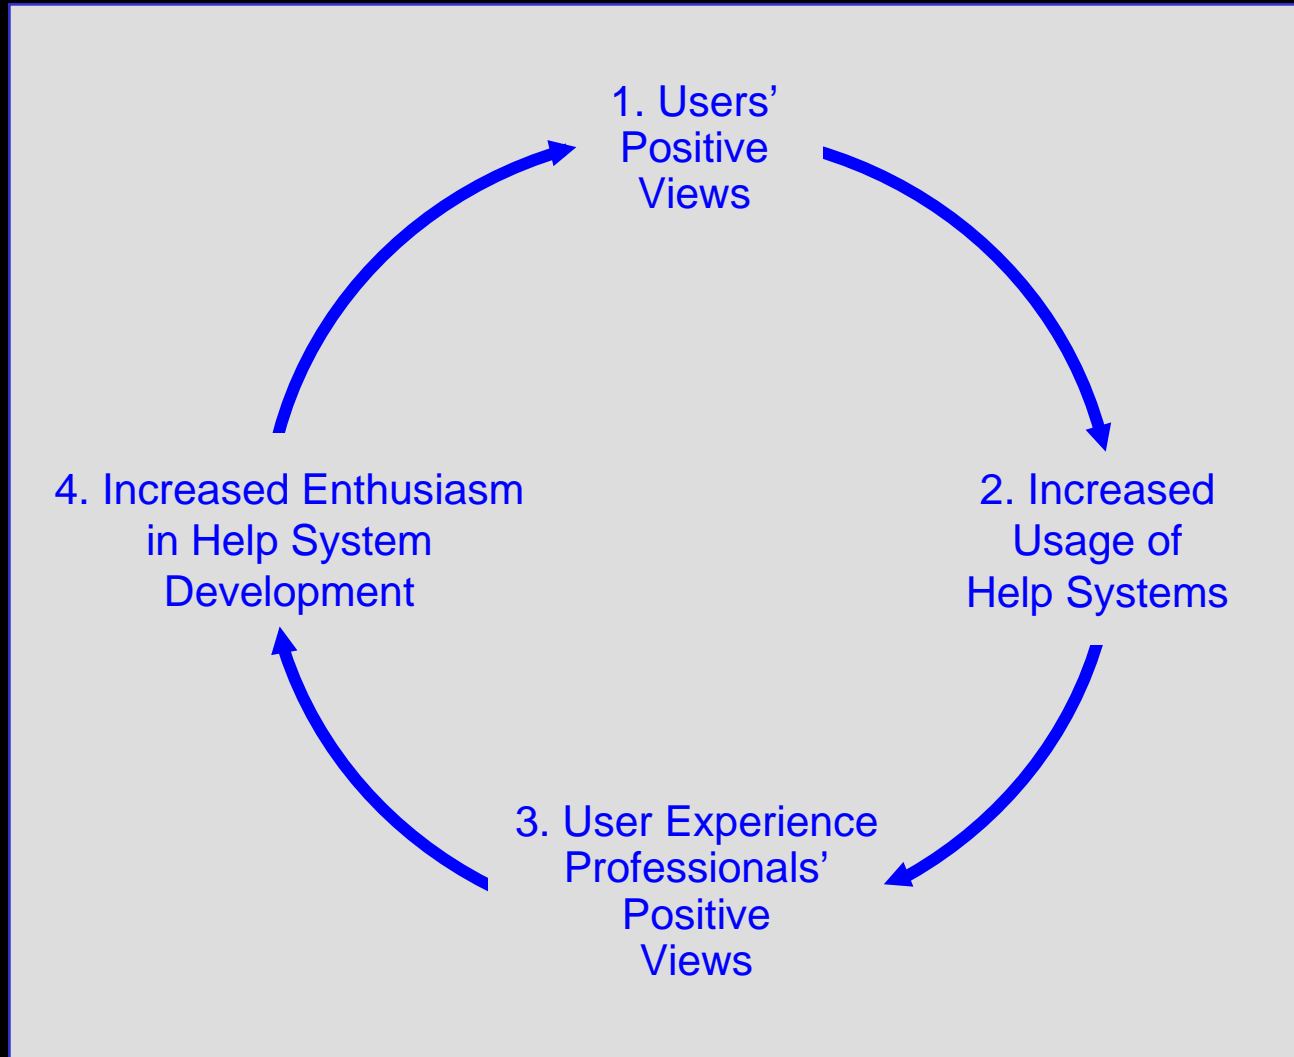 1. Users’
Positive
Views
2. Increased
Usage of
Help Systems
3. User Experience
Professionals’
Positive
Views
4. Increased Enthusiasm
in Help System
Development